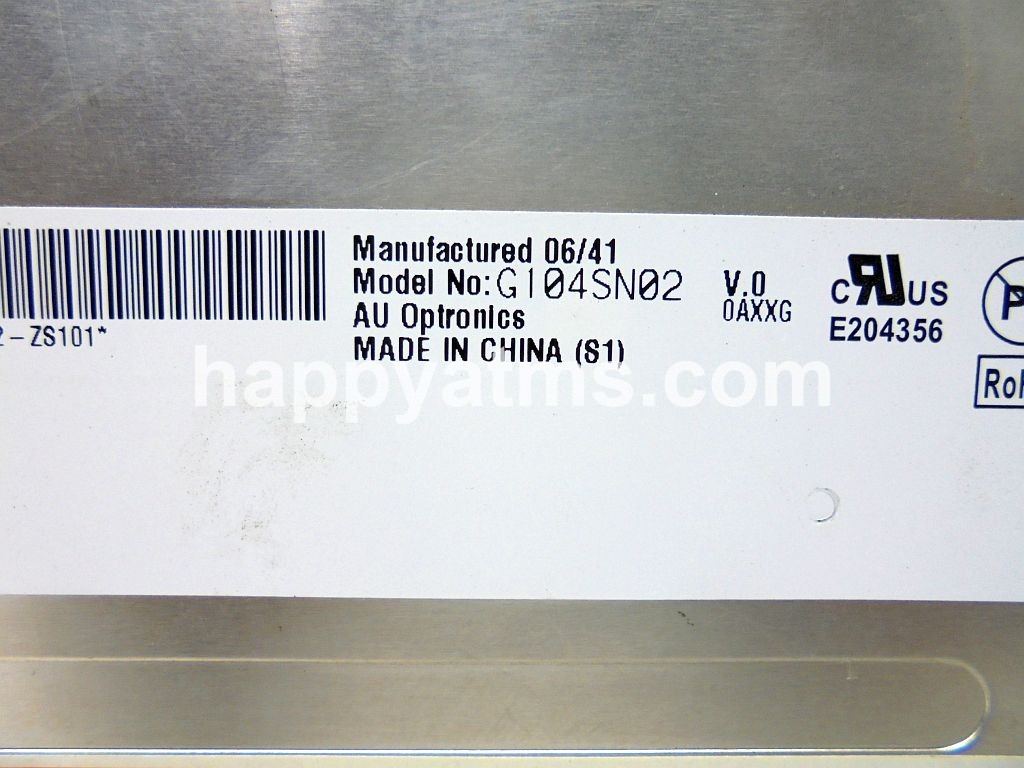 Manufactured 06/41
Model No: G104SN02 V.0
0AXXG
AU Optronics
MADE IN CHINA (S1)
-ZS101*
C US
E204356
P
RoH
happyatms.com